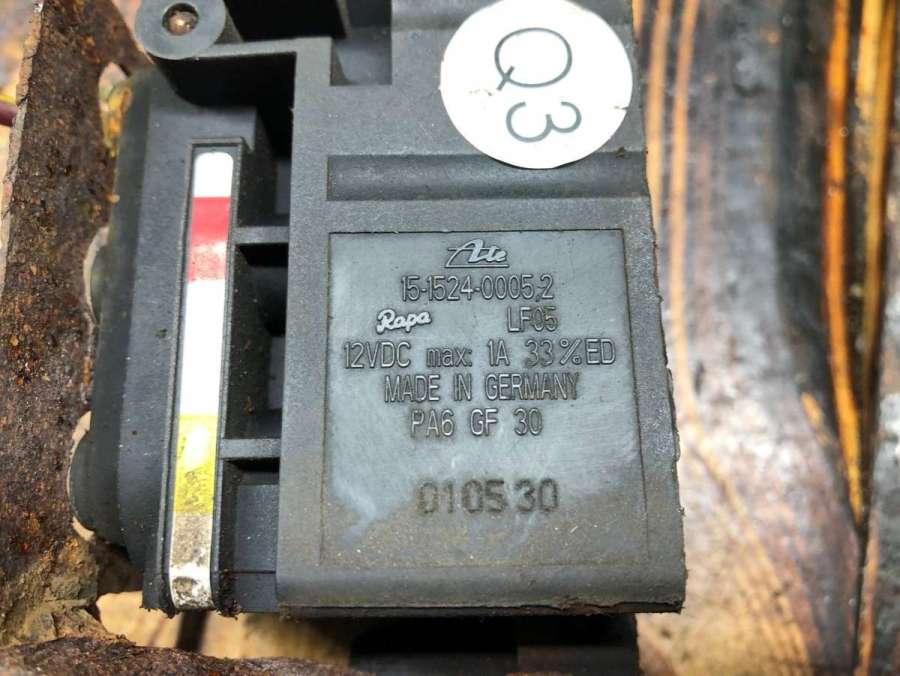 Q3
Ate
15-1524-0005,2
Rapa LF05
12VDC max: 1A 33%ED
MADE IN GERMANY
PA6 GF 30
010530